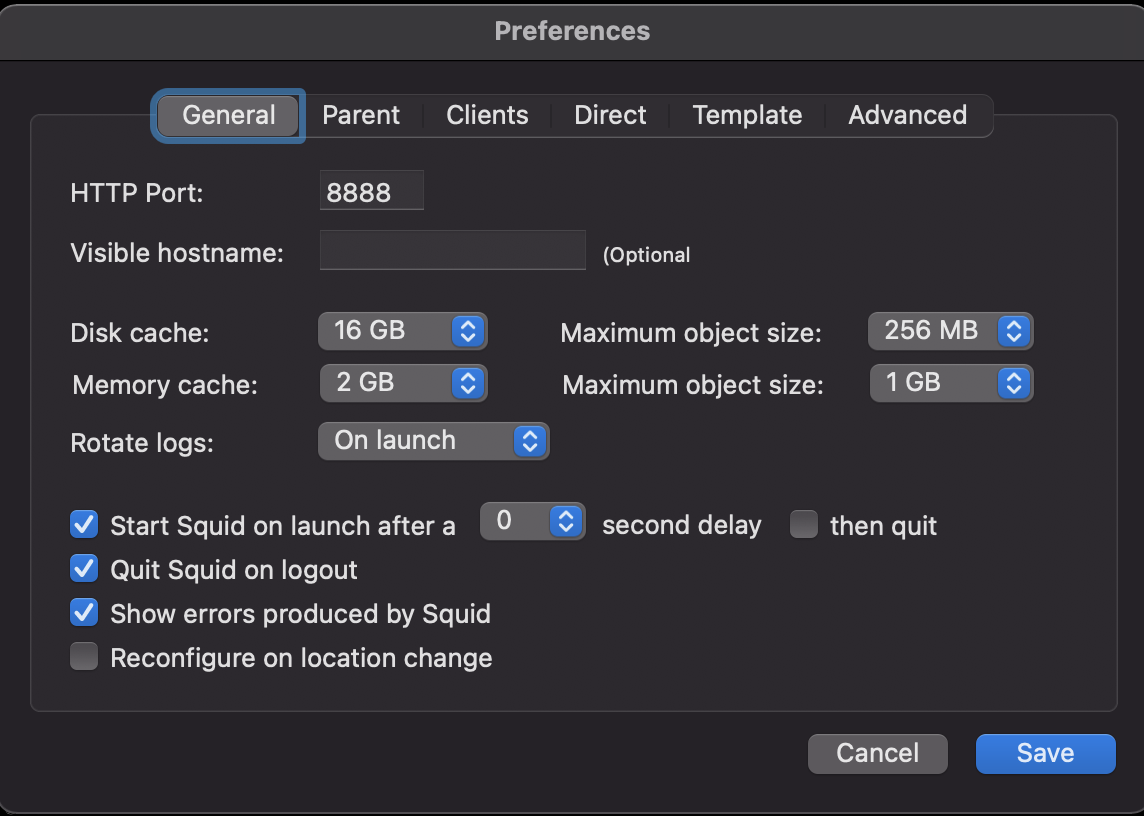 Preferences
General Parent Clients Direct Template Advanced
HTTP Port: 8888
Visible hostname: (Optional
Disk cache: 16 GB Maximum object size: 256 MB
Memory cache: 2 GB Maximum object size: 1 GB
Rotate logs: On launch
Start Squid on launch after a 0 second delay then quit
Quit Squid on logout
Show errors produced by Squid
Reconfigure on location change
Cancel Save